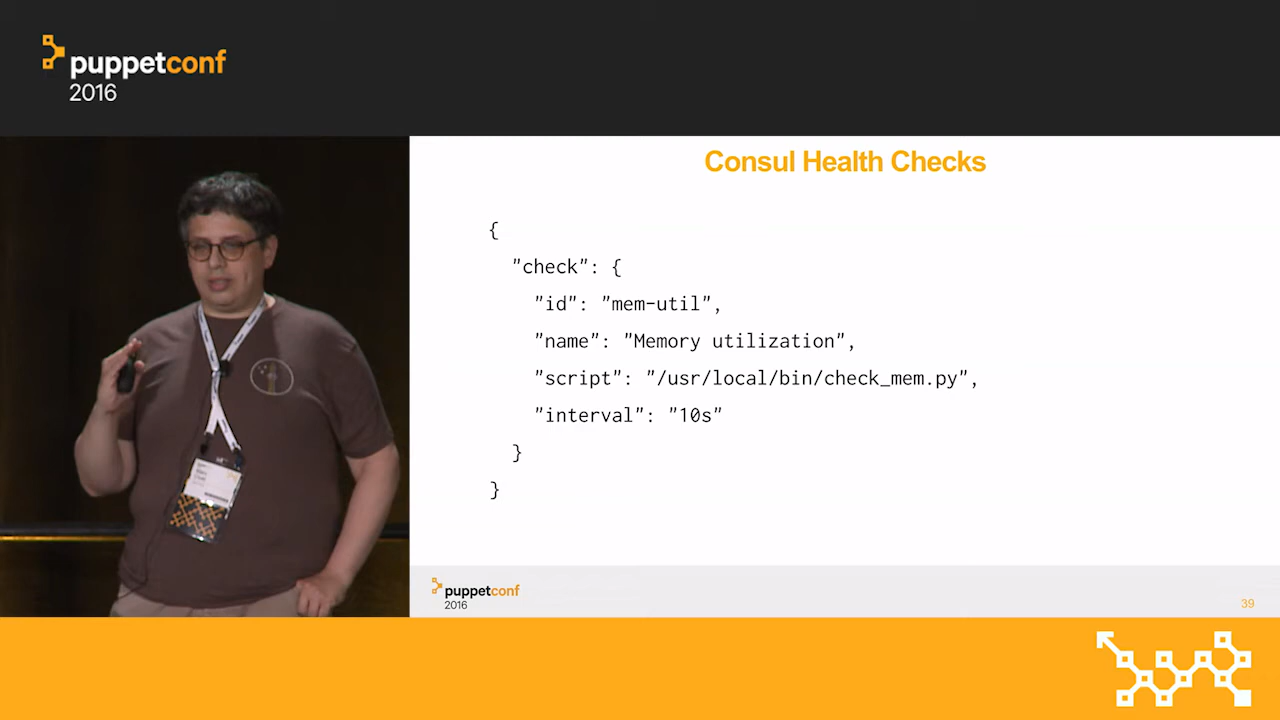 puppetconf
2016
Consul Health Checks
{
"check": {
"id": "mem-util",
"name": "Memory utilization",
"script": "/usr/local/bin/check_mem.py",
"interval": "10s"
}
}
puppetconf
2016
39